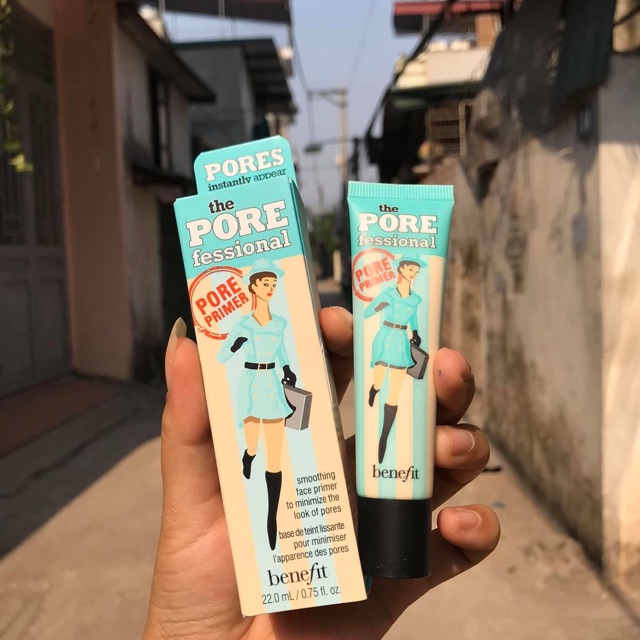 PORES
instantly appear
the
PORE
fessional
PORE
PRIMER
smoothing
face primer
to minimize the
look of pores
base de teint lissante
pour minimiser
l'apparence des pores
benefit
22.0 mL / 0.75 fl. oz.
the
PORE
fessional
PORE
PRIMER
benefit